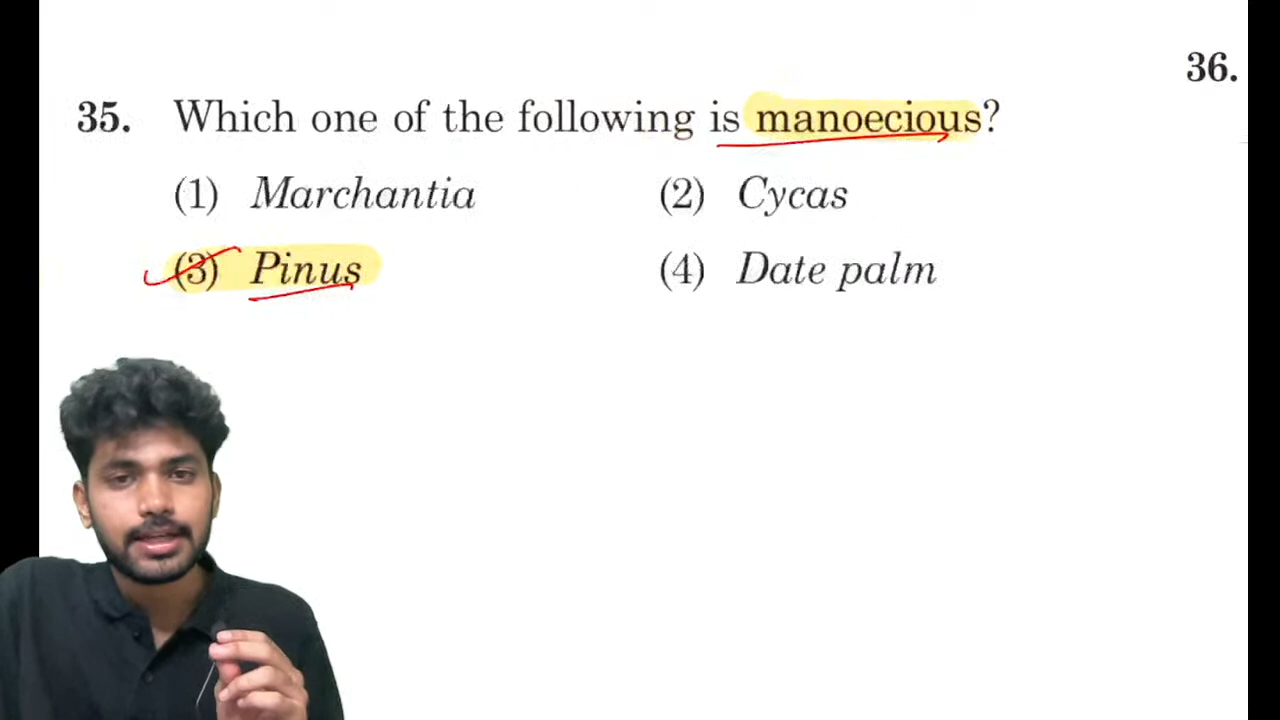 36.
35. Which one of the following is manoecious?
(1) Marchantia (2) Cycas
(3) Pinus (4) Date palm